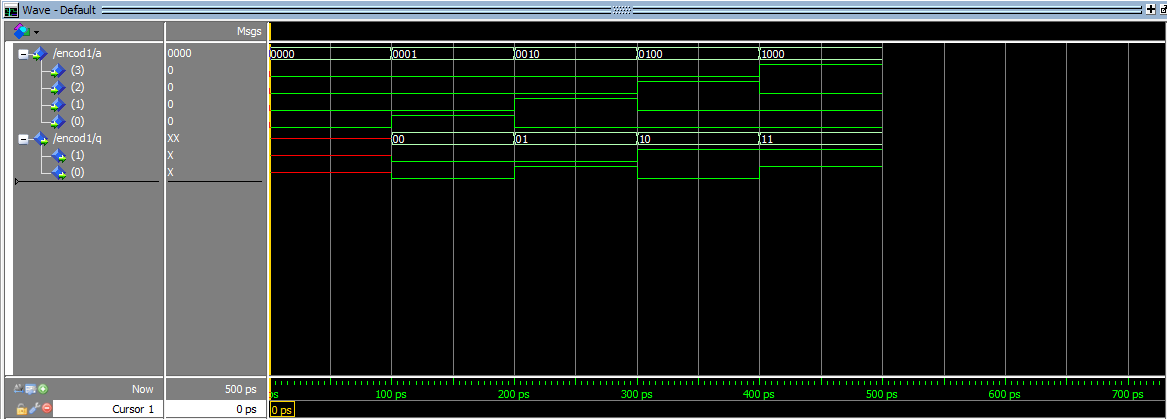 Wave - Default
Msgs
/encod1/a 0000 0000 0001 0010 0100 1000
(3) 0
(2) 0
(1) 0
(0) 0
/encod1/q XX 00 01 10 11
(1) X
(0) X
Now 500 ps ps 100 ps 200 ps 300 ps 400 ps 500 ps 600 ps 700 ps
Cursor 1 0 ps 0 ps